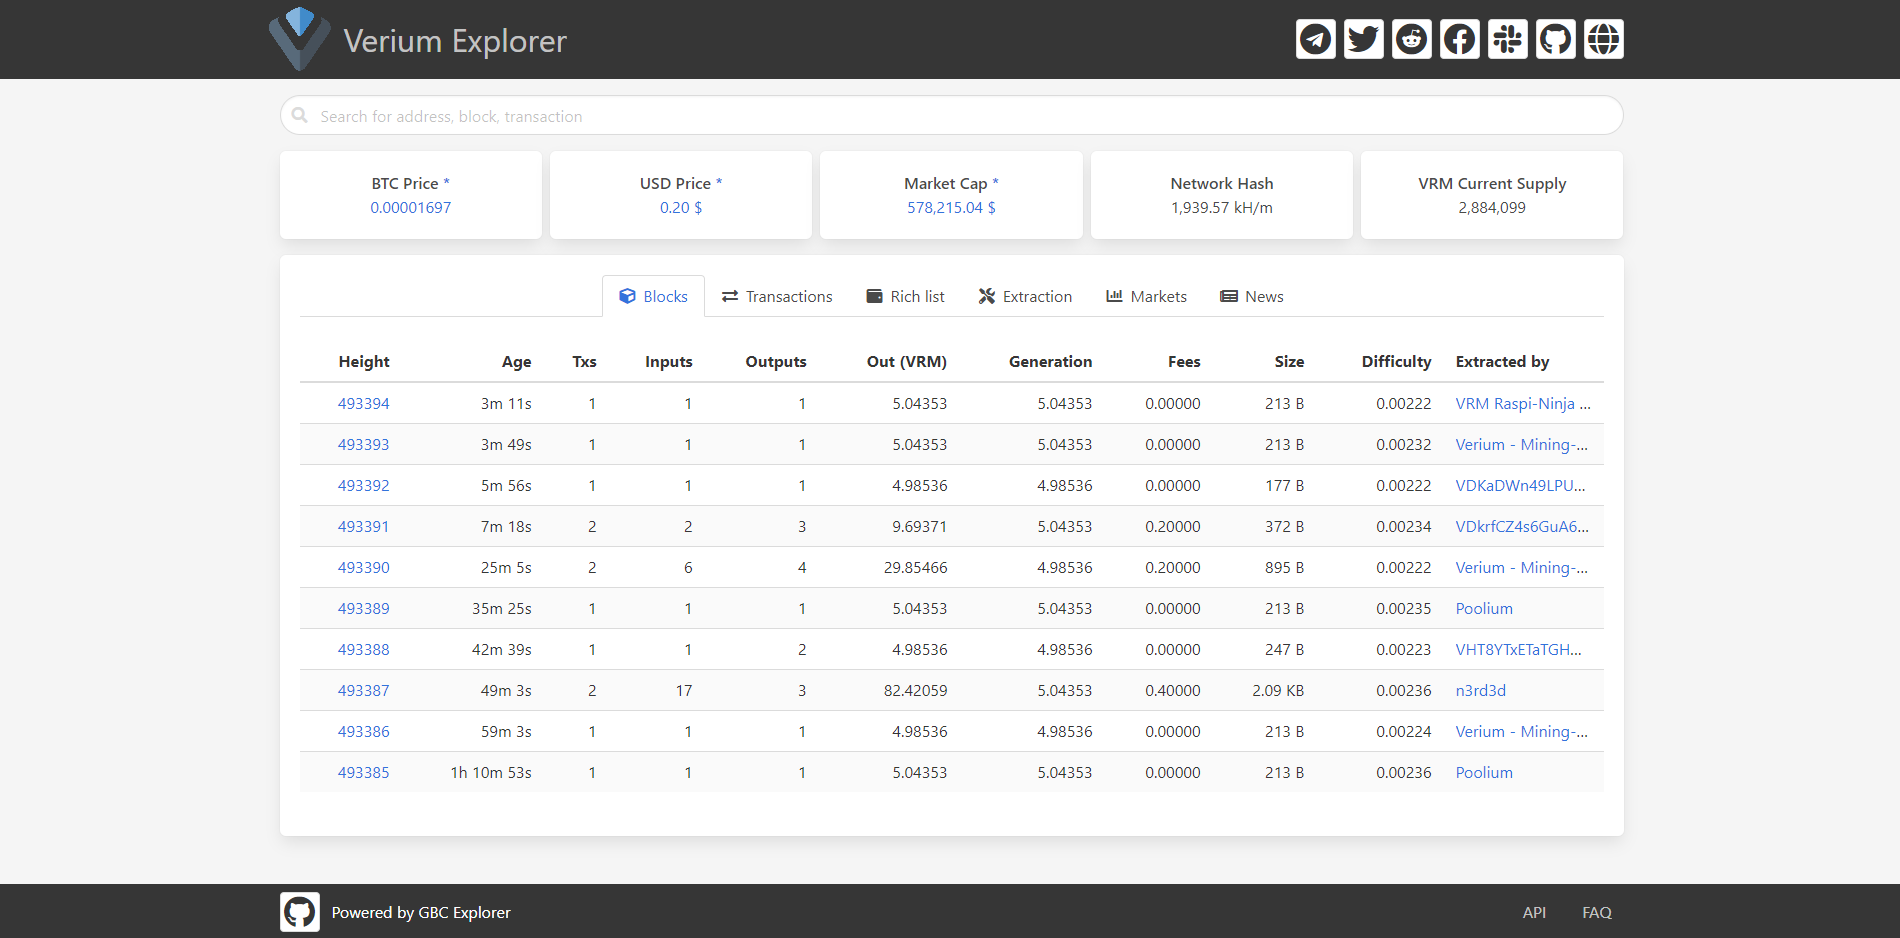 Verium Explorer
Search for address, block, transaction
BTC Price *
0.00001697
USD Price *
0.20 $
Market Cap *
578,215.04 $
Network Hash
1,939.57 kH/m
VRM Current Supply
2,884,099
Blocks Transactions Rich list Extraction Markets News
Height Age Txs Inputs Outputs Out (VRM) Generation Fees Size Difficulty Extracted by
493394 3m 11s 1 1 1 5.04353 5.04353 0.00000 213 B 0.00222 VRM Raspi-Ninja ...
493393 3m 49s 1 1 1 5.04353 5.04353 0.00000 213 B 0.00232 Verium - Mining-...
493392 5m 56s 1 1 1 4.98536 4.98536 0.00000 177 B 0.00222 VDKaDWn49LPU...
493391 7m 18s 2 2 3 9.69371 5.04353 0.20000 372 B 0.00234 VDkrfCZ4s6GuA6...
493390 25m 5s 2 6 4 29.85466 4.98536 0.20000 895 B 0.00222 Verium - Mining-...
493389 35m 25s 1 1 1 5.04353 5.04353 0.00000 213 B 0.00235 Poolium
493388 42m 39s 1 1 2 4.98536 4.98536 0.00000 247 B 0.00223 VHT8YTxETaTGH...
493387 49m 3s 2 17 3 82.42059 5.04353 0.40000 2.09 KB 0.00236 n3rd3d
493386 59m 3s 1 1 1 4.98536 4.98536 0.00000 213 B 0.00224 Verium - Mining-...
493385 1h 10m 53s 1 1 1 5.04353 5.04353 0.00000 213 B 0.00236 Poolium
Powered by GBC Explorer
API FAQ